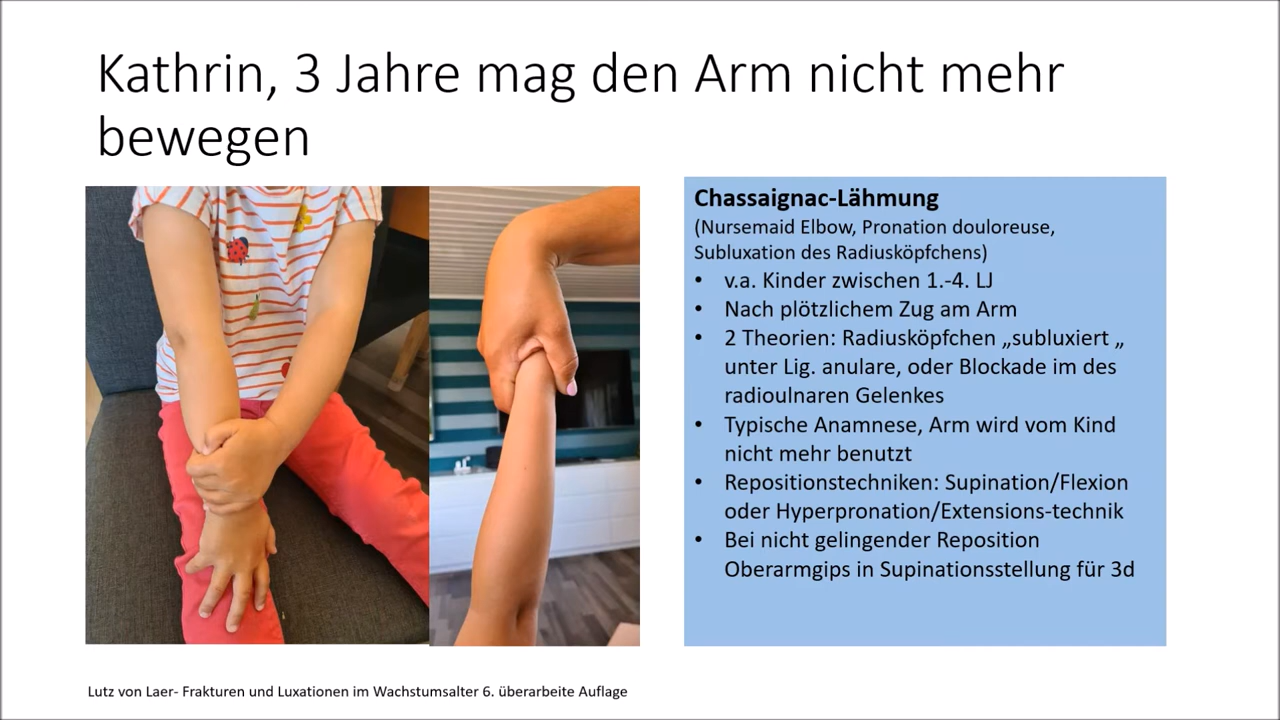 Kathrin, 3 Jahre mag den Arm nicht mehr
bewegen
Chassaignac-Lähmung
(Nursemaid Elbow, Pronation douloreuse,
Subluxation des Radiusköpfchens)
• v.a. Kinder zwischen 1.-4. LJ
• Nach plötzlichem Zug am Arm
• 2 Theorien: Radiusköpfchen „subluxiert „
unter Lig. anulare, oder Blockade im des
radioulnaren Gelenkes
• Typische Anamnese, Arm wird vom Kind
nicht mehr benutzt
• Repositionstechniken: Supination/Flexion
oder Hyperpronation/Extensions-technik
• Bei nicht gelingender Reposition
Oberarmgips in Supinationsstellung für 3d
Lutz von Laer- Frakturen und Luxationen im Wachstumsalter 6. überarbeite Auflage